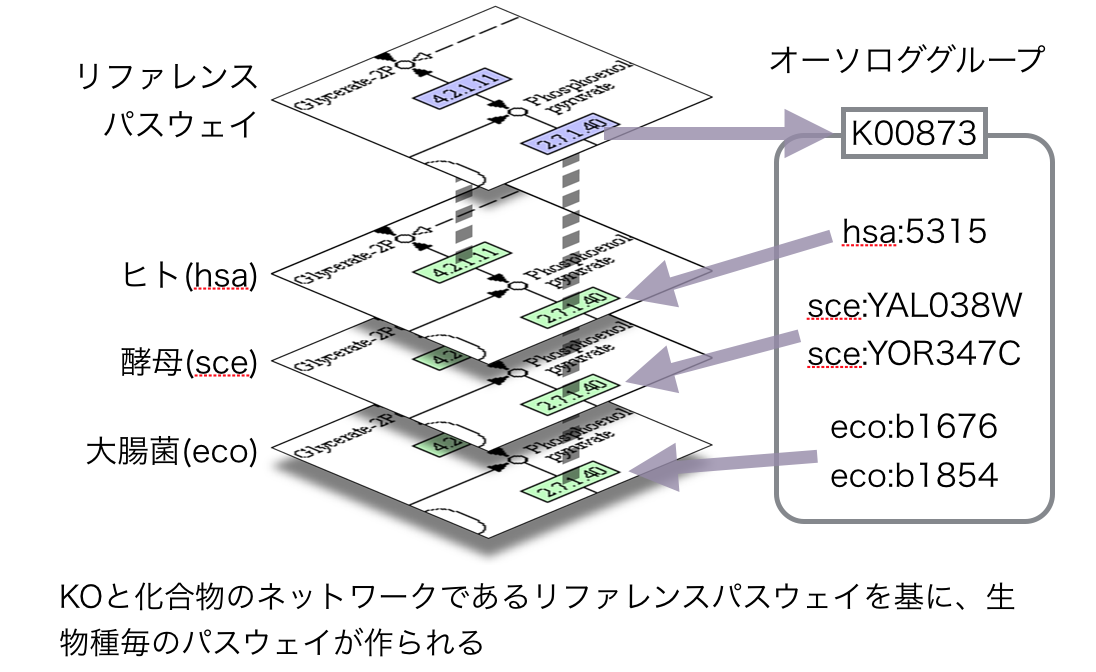 リファレンス
パスウェイ
Glycerate-2P
4.2.1.11
Phosphoenol
pyruvate
2.7.1.40
オーソロググループ
K00873
ヒト(hsa)
Glycerate-2P
4.2.1.11
Phosphoenol
pyruvate
2.7.1.40
hsa:5315
酵母(sce)
Glycerate-2P
4.2
Phosphoenol
pyruvate
2.7.1.40
sce:YAL038W
sce:YOR347C
大腸菌(eco)
Glycerate-2P
4.2
Phosphoenol
pyruvate
2.7.1.40
eco:b1676
eco:b1854
KOと化合物のネットワークであるリファレンスパスウェイを基に、生
物種毎のパスウェイが作られる